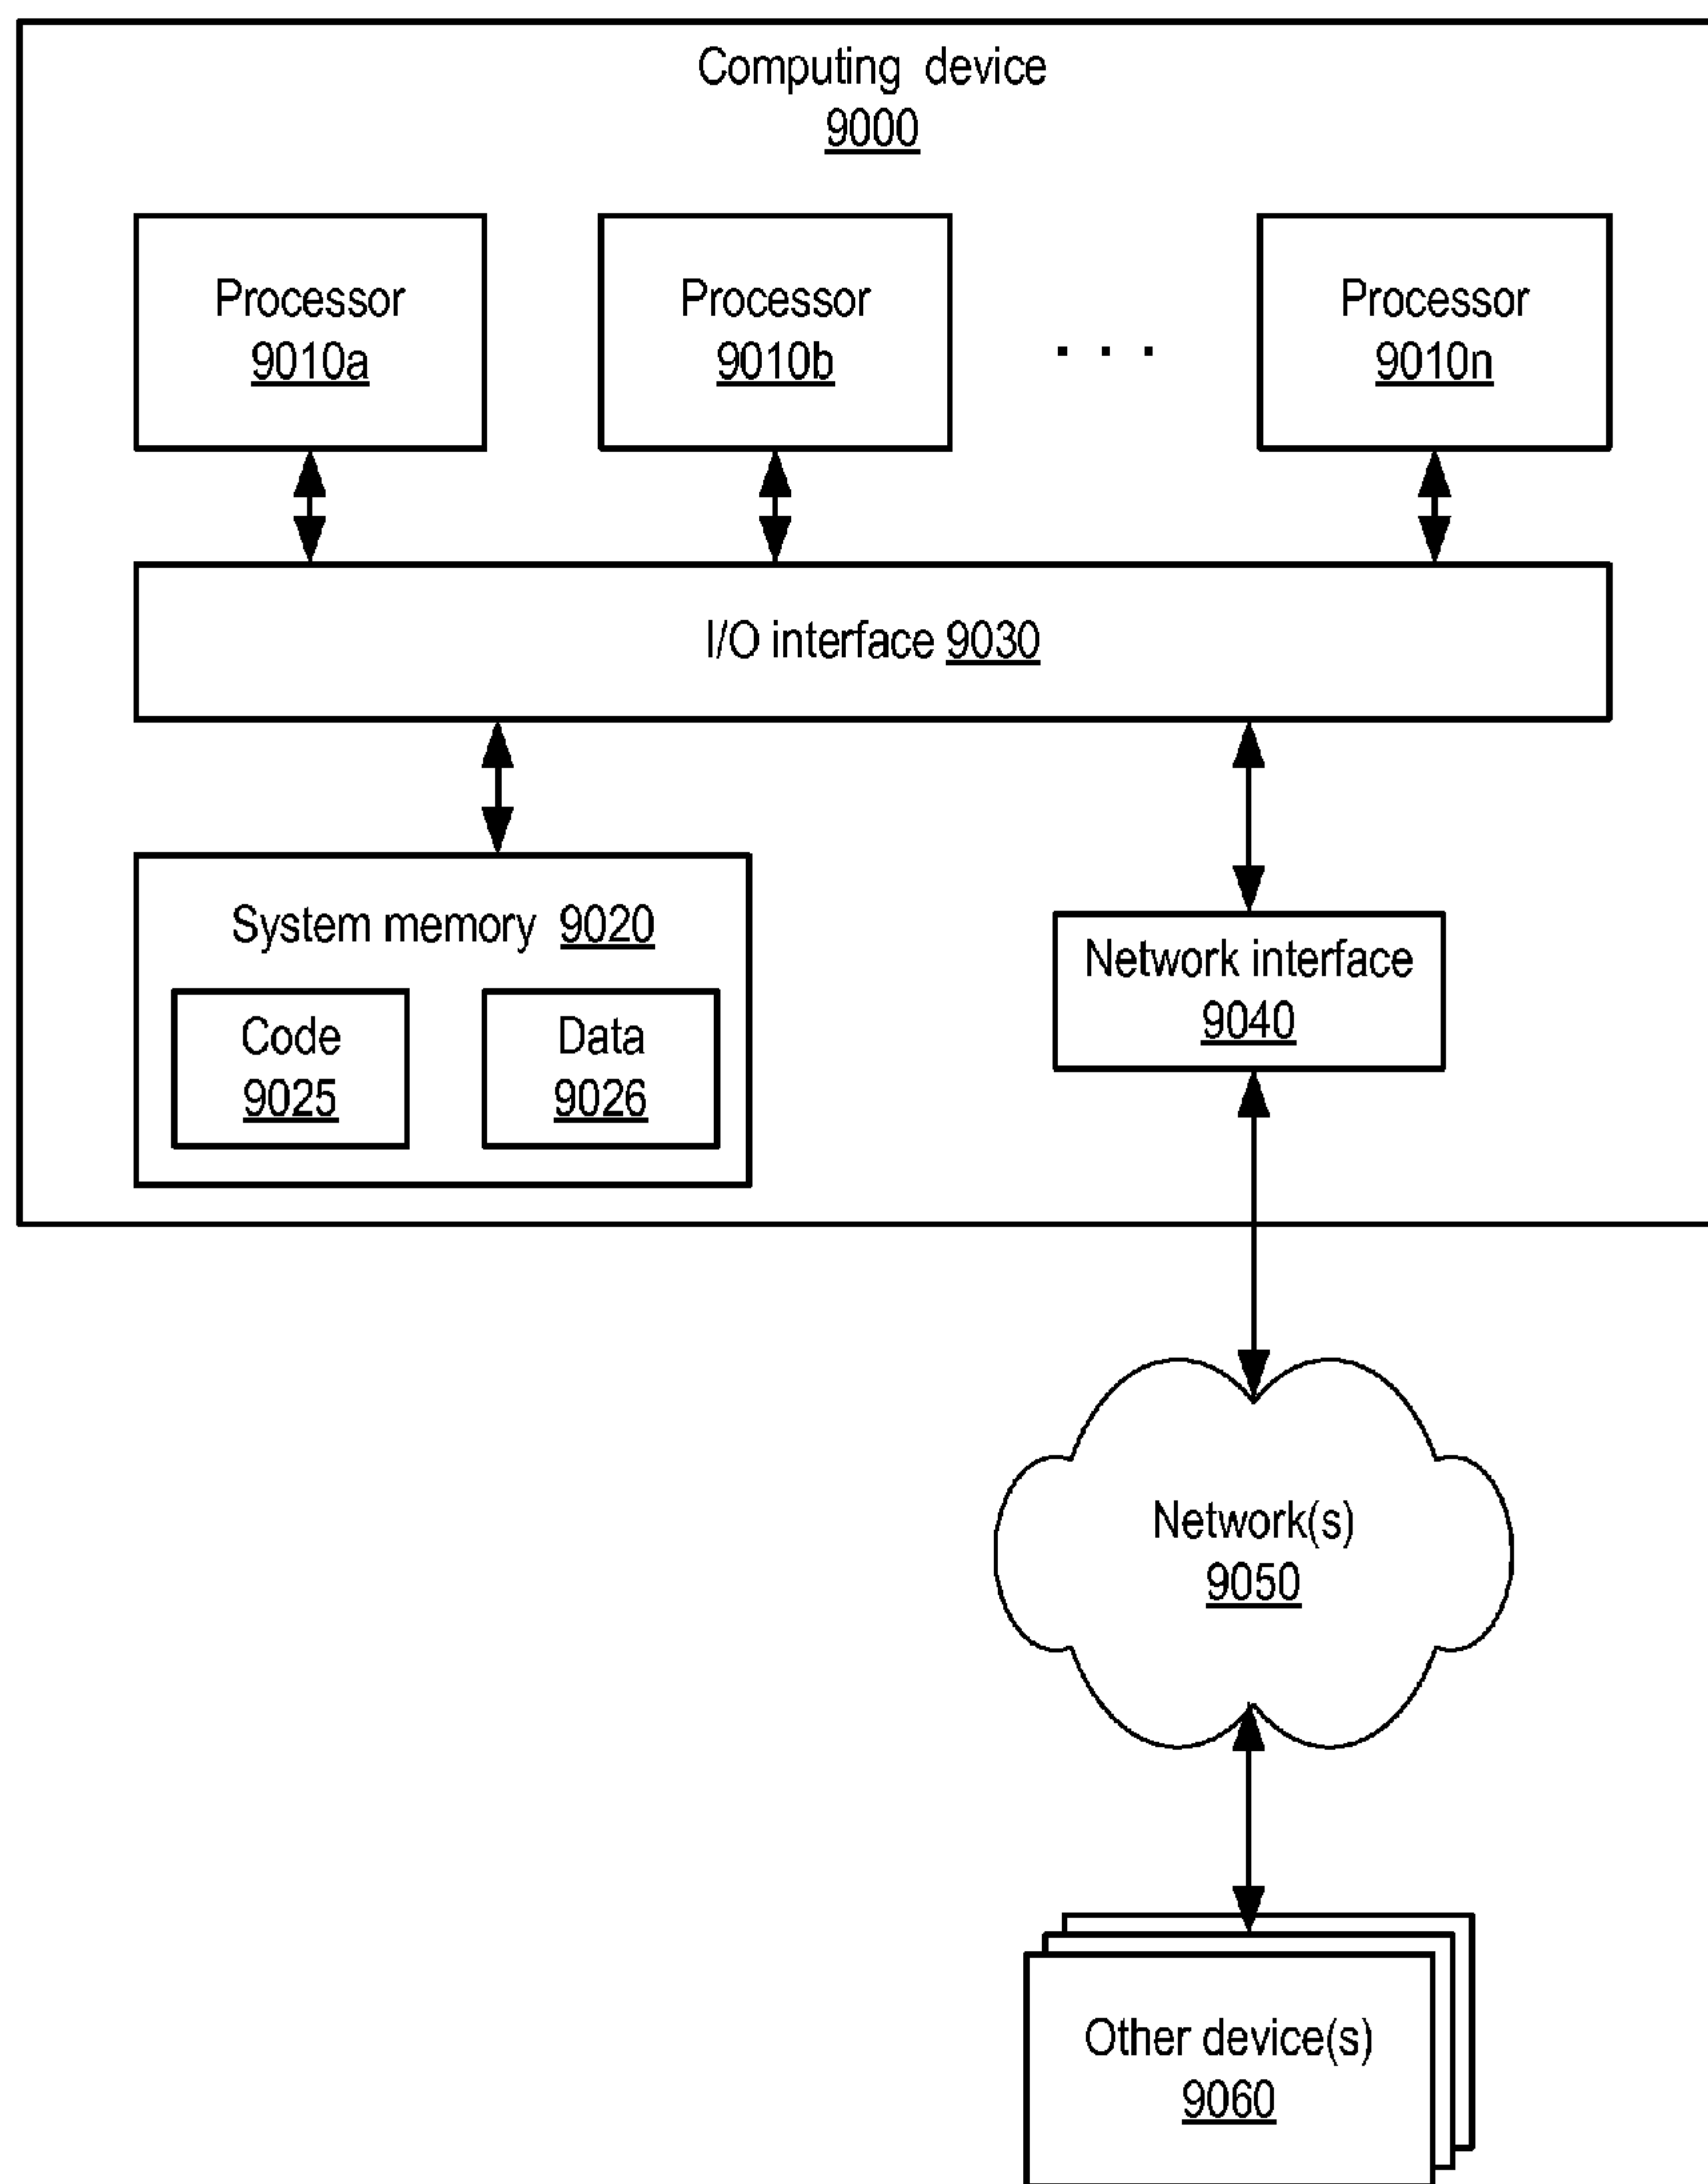 Computing device
9000
Processor
9010a
Processor
9010b
. . .
Processor
9010n
I/O interface 9030
System memory 9020
Code
9025
Data
9026
Network interface
9040
Network(s)
9050
Other device(s)
9060